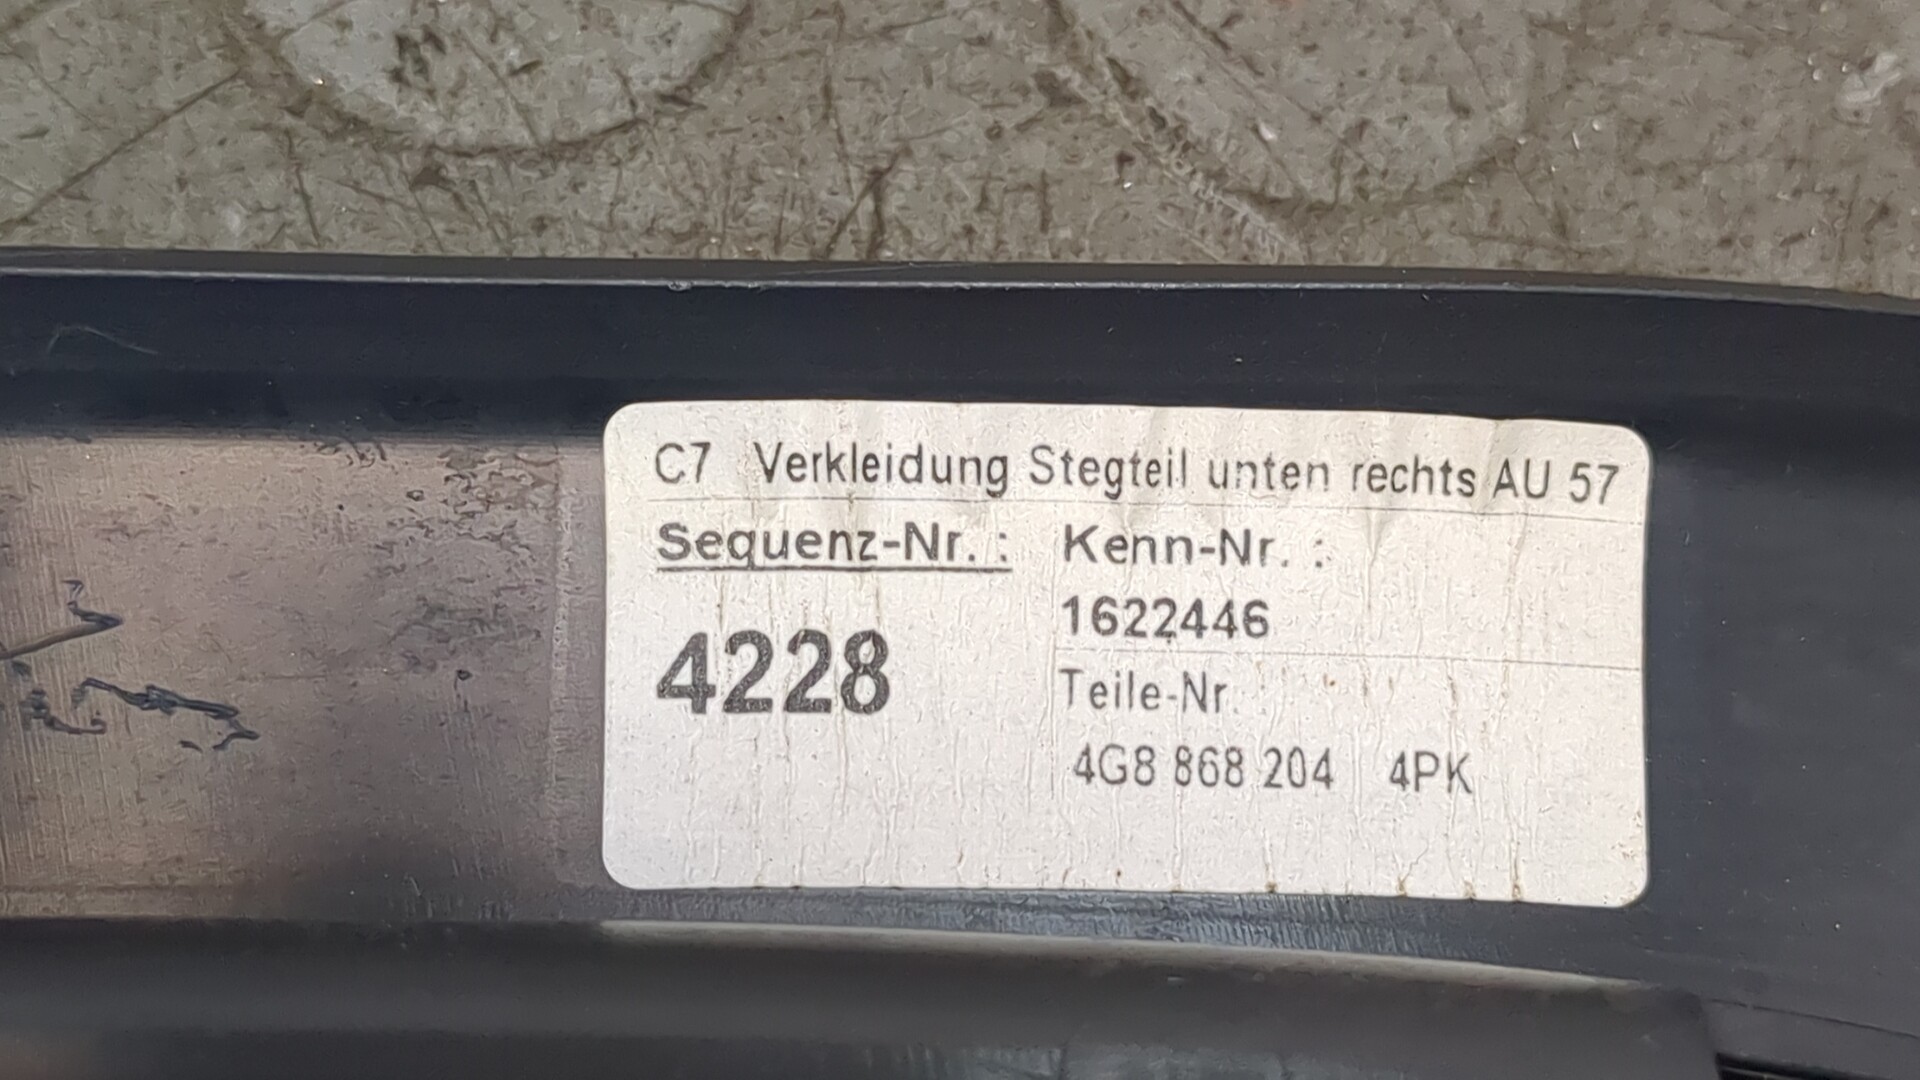 C7 Verkleidung Stegteil unten rechts AU 57
Sequenz-Nr. : Kenn-Nr. :
1622446
4228
Teile-Nr. :
4G8 868 204 4PK